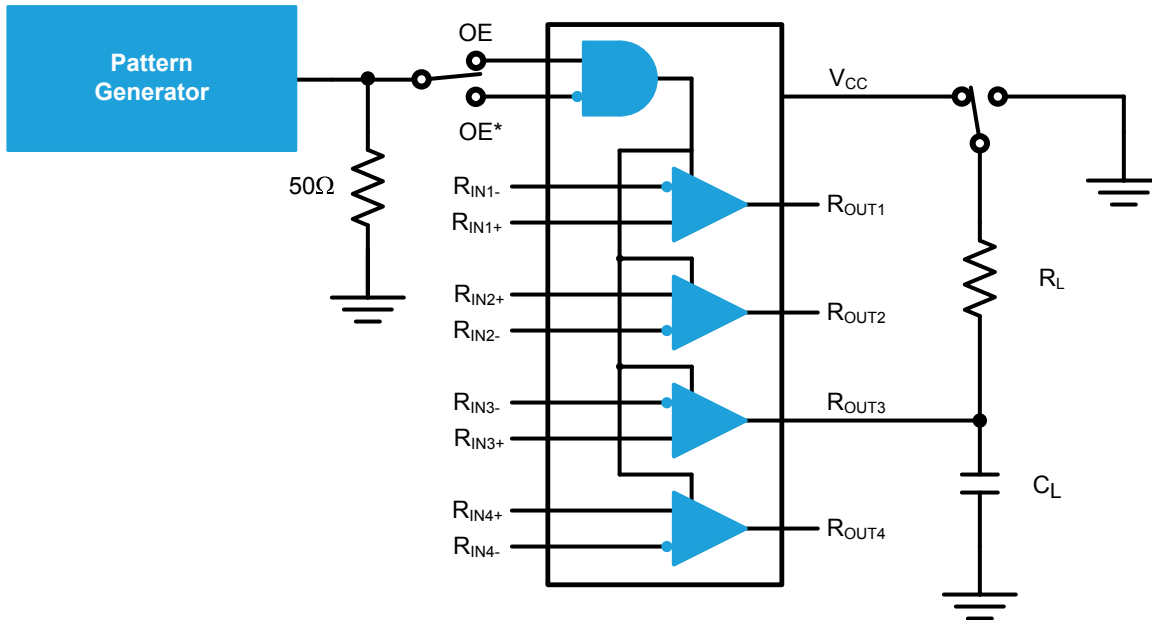 Pattern
Generator
OE
OE*
50Ω
VCC
RIN1-
RIN1+
ROUT1
RIN2+
RIN2-
ROUT2
RL
RIN3-
RIN3+
ROUT3
CL
RIN4+
RIN4-
ROUT4